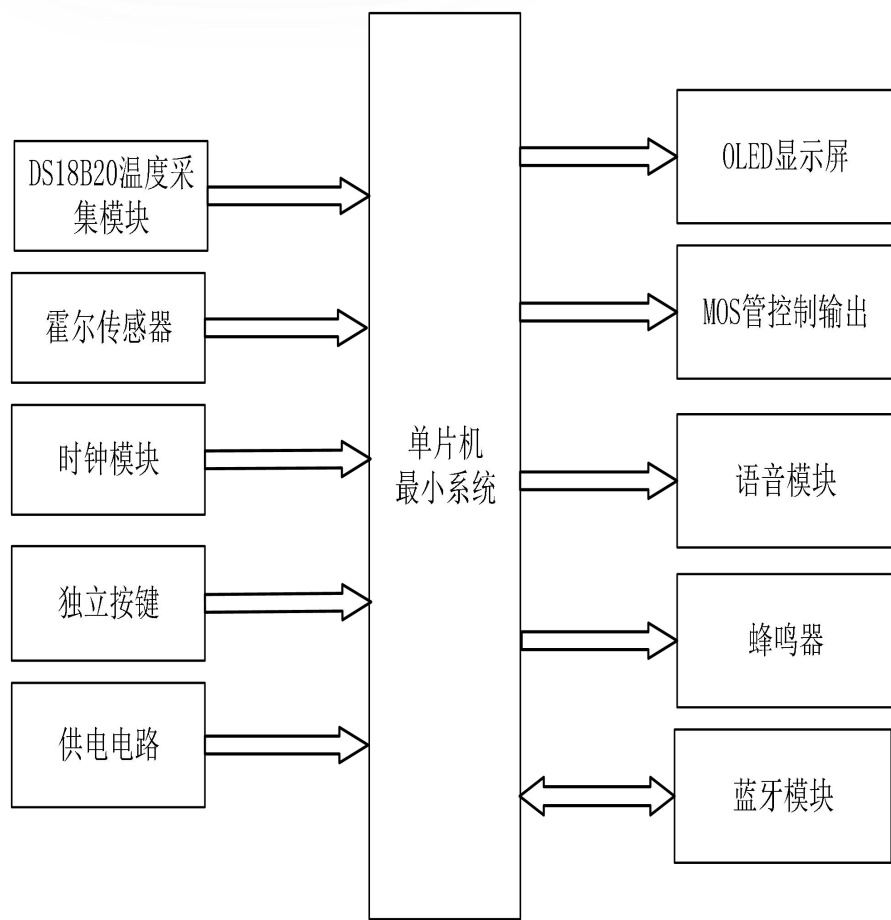 DS18B20温度采
集模块
霍尔传感器
时钟模块
独立按键
供电电路
单片机
最小系统
OLED显示屏
MOS管控制输出
语音模块
蜂鸣器
蓝牙模块